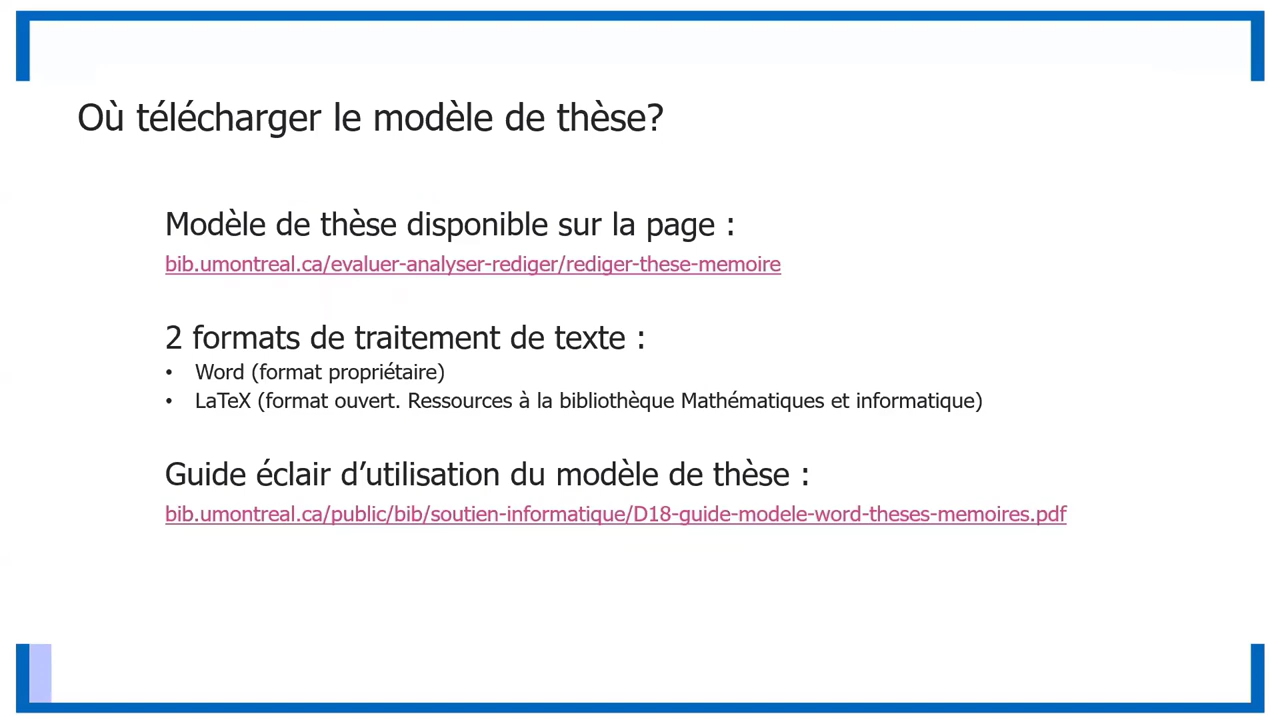 Où télécharger le modèle de thèse?
Modèle de thèse disponible sur la page :
bib.umontreal.ca/evaluer-analyser-rediger/rediger-these-memoire
2 formats de traitement de texte :
• Word (format propriétaire)
• LaTeX (format ouvert. Ressources à la bibliothèque Mathématiques et informatique)
Guide éclair d’utilisation du modèle de thèse :
bib.umontreal.ca/public/bib/soutien-informatique/D18-guide-modele-word-theses-memoires.pdf